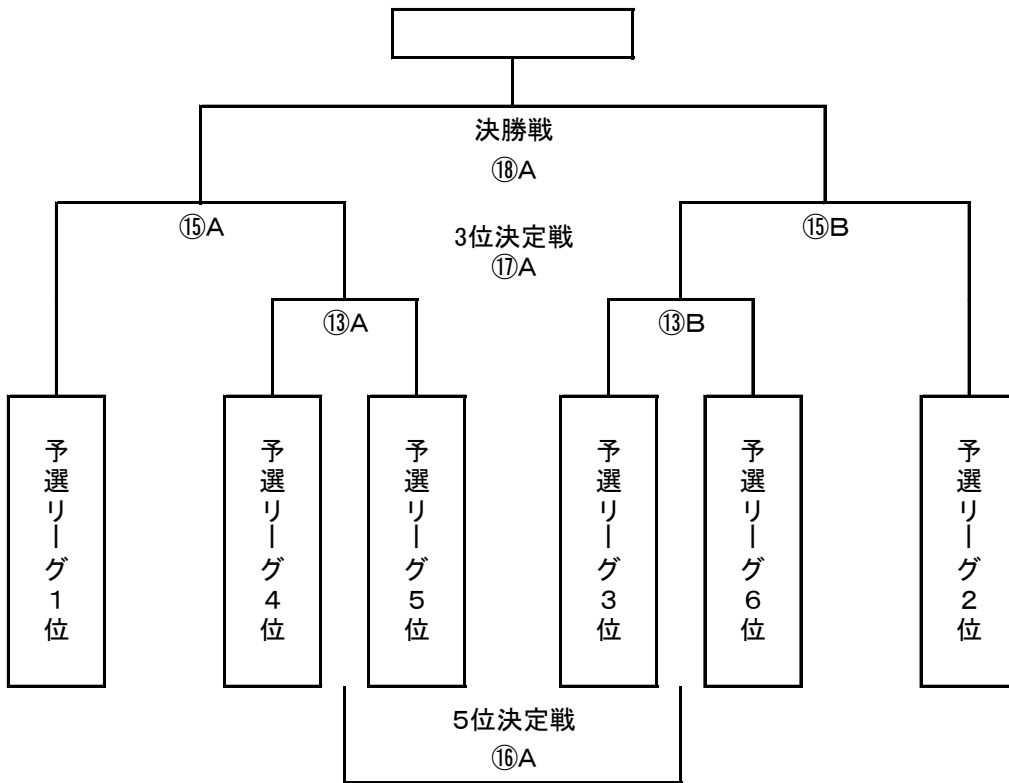 決勝戦
⑱A
⑮A
⑮B
3位決定戦
⑰A
⑬A
⑬B
予選リーグ1位
予選リーグ4位
予選リーグ5位
予選リーグ3位
予選リーグ6位
予選リーグ2位
5位決定戦
⑯A